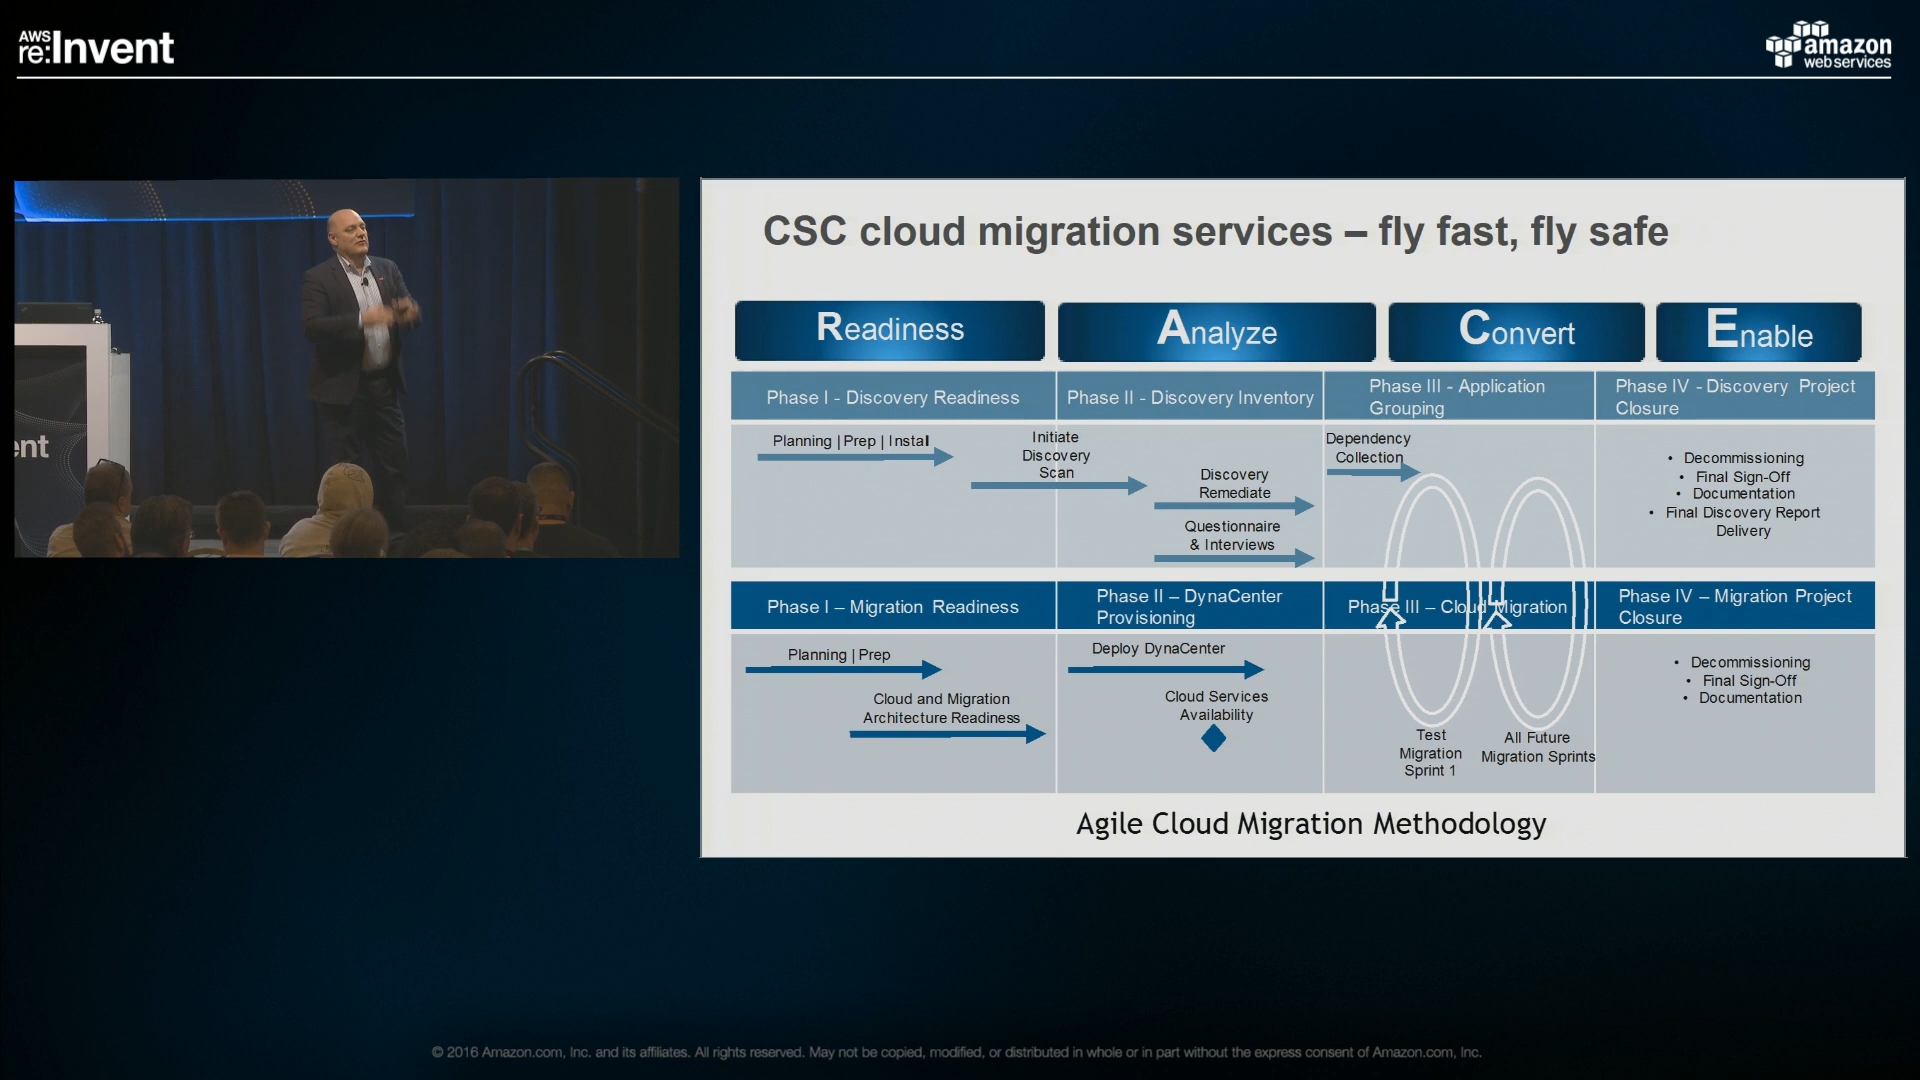 AWS
re:Invent
amazon
webservices
ent
CSC cloud migration services – fly fast, fly safe
Readiness
Analyze
Convert
Enable
Phase I - Discovery Readiness
Phase II - Discovery Inventory
Phase III - Application
Grouping
Phase IV - Discovery Project
Closure
Planning | Prep | Instal
Initiate
Discovery
Scan
Discovery
Remediate
Questionnaire
& Interviews
Dependency
Collection
• Decommissioning
• Final Sign-Off
• Documentation
• Final Discovery Report
Delivery
Phase I – Migration Readiness
Phase II – DynaCenter
Provisioning
Phase III – Cloud Migration
Phase IV – Migration Project
Closure
Planning | Prep
Cloud and Migration
Architecture Readiness
Deploy DynaCenter
Cloud Services
Availability
Test
Migration
Sprint 1
All Future
Migration Sprints
• Decommissioning
• Final Sign-Off
• Documentation
Agile Cloud Migration Methodology
© 2016 Amazon.com, Inc. and its affiliates. All rights reserved. May not be copied, modified, or distributed in whole or in part without the express consent of Amazon.com, Inc.